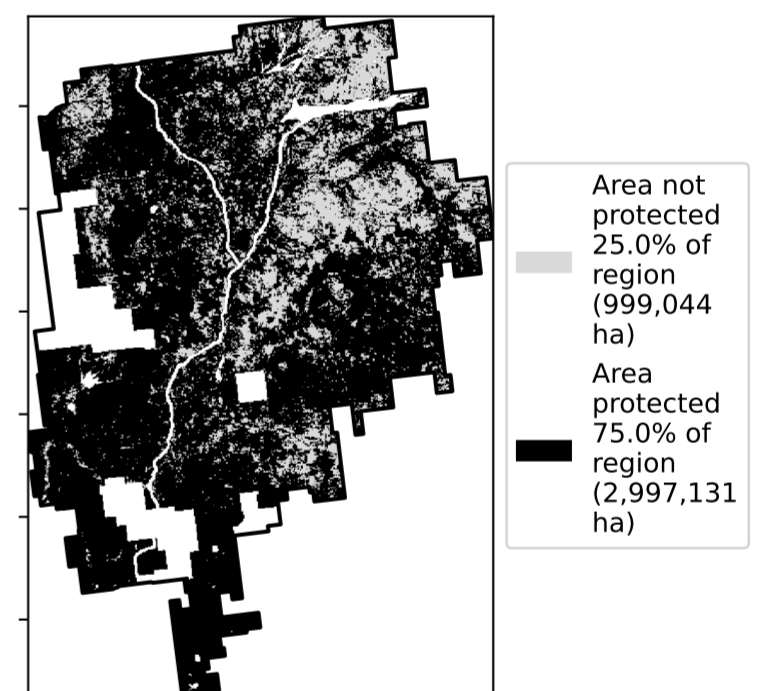 Area not
protected
25.0% of
region
(999,044
ha)
Area
protected
75.0% of
region
(2,997,131
ha)